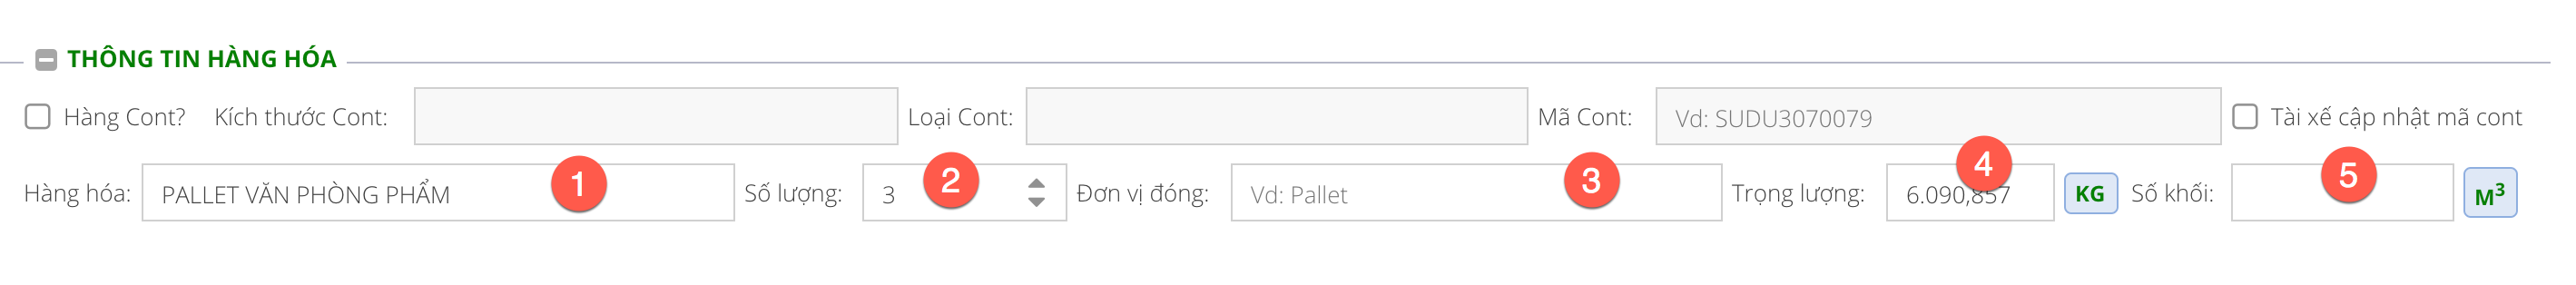 THÔNG TIN HÀNG HÓA
Hàng Cont? Kích thước Cont: Loại Cont: Mã Cont: Vd: SUDU3070079 Tài xế cập nhật mã cont
Hàng hóa: PALLET VĂN PHÒNG PHẨM 1 Số lượng: 3 2 Đơn vị đóng: Vd: Pallet 3 Trọng lượng: 6.090,857 4 KG Số khối: 5 M³